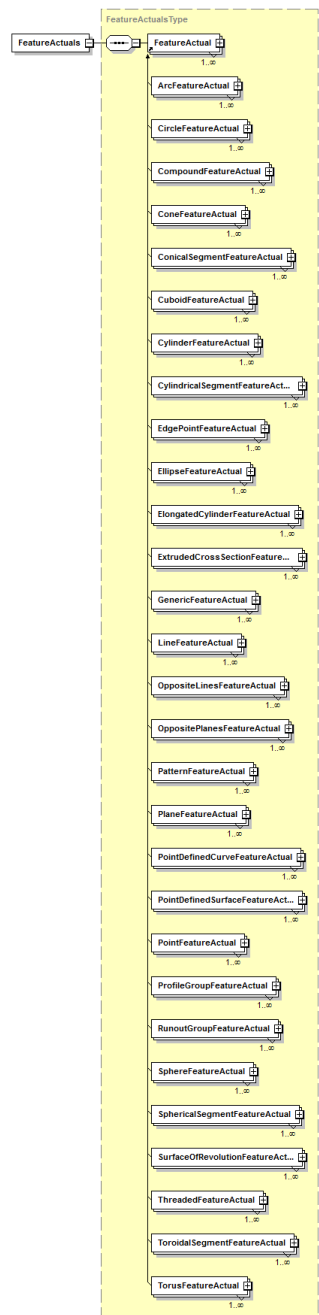 FeatureActualsType
FeatureActuals
FeatureActual
1..∞
ArcFeatureActual
1..∞
CircleFeatureActual
1..∞
CompoundFeatureActual
1..∞
ConeFeatureActual
1..∞
ConicalSegmentFeatureActual
1..∞
CuboidFeatureActual
1..∞
CylinderFeatureActual
1..∞
CylindricalSegmentFeatureAct...
1..∞
EdgePointFeatureActual
1..∞
EllipseFeatureActual
1..∞
ElongatedCylinderFeatureActual
1..∞
ExtrudedCrossSectionFeature...
1..∞
GenericFeatureActual
1..∞
LineFeatureActual
1..∞
OppositeLinesFeatureActual
1..∞
OppositePlanesFeatureActual
1..∞
PatternFeatureActual
1..∞
PlaneFeatureActual
1..∞
PointDefinedCurveFeatureActual
1..∞
PointDefinedSurfaceFeatureAct...
1..∞
PointFeatureActual
1..∞
ProfileGroupFeatureActual
1..∞
RunoutGroupFeatureActual
1..∞
SphereFeatureActual
1..∞
SphericalSegmentFeatureActual
1..∞
SurfaceOfRevolutionFeatureAct...
1..∞
ThreadedFeatureActual
1..∞
ToroidalSegmentFeatureActual
1..∞
TorusFeatureActual
1..∞